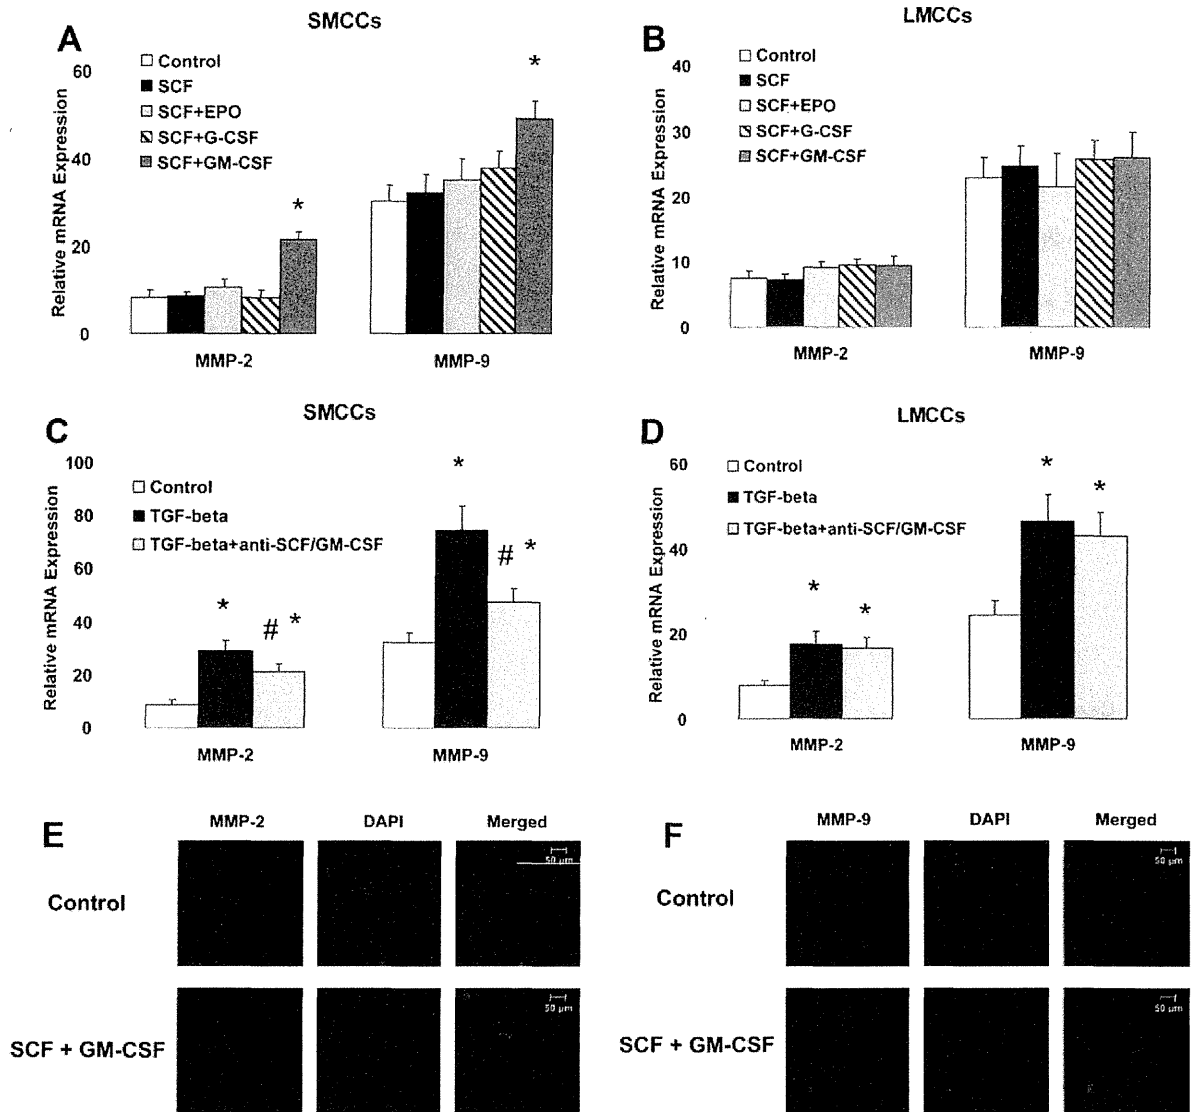 A
SMCCs
Control
SCF
SCF+EPO
SCF+G-CSF
SCF+GM-CSF
Relative mRNA Expression
60
40
20
0
*
*
MMP-2
MMP-9
B
LMCCs
Control
SCF
SCF+EPO
SCF+G-CSF
SCF+GM-CSF
Relative mRNA Expression
40
30
20
10
0
MMP-2
MMP-9
C
SMCCs
Control
TGF-beta
TGF-beta+anti-SCF/GM-CSF
Relative mRNA Expression
100
80
60
40
20
0
*
# *
*
# *
MMP-2
MMP-9
D
LMCCs
Control
TGF-beta
TGF-beta+anti-SCF/GM-CSF
Relative mRNA Expression
60
40
20
0
*
*
*
*
MMP-2
MMP-9
E
MMP-2 DAPI Merged
Control
50 µm
SCF + GM-CSF
50 µm
F
MMP-9 DAPI Merged
Control
50 µm
SCF + GM-CSF
50 µm